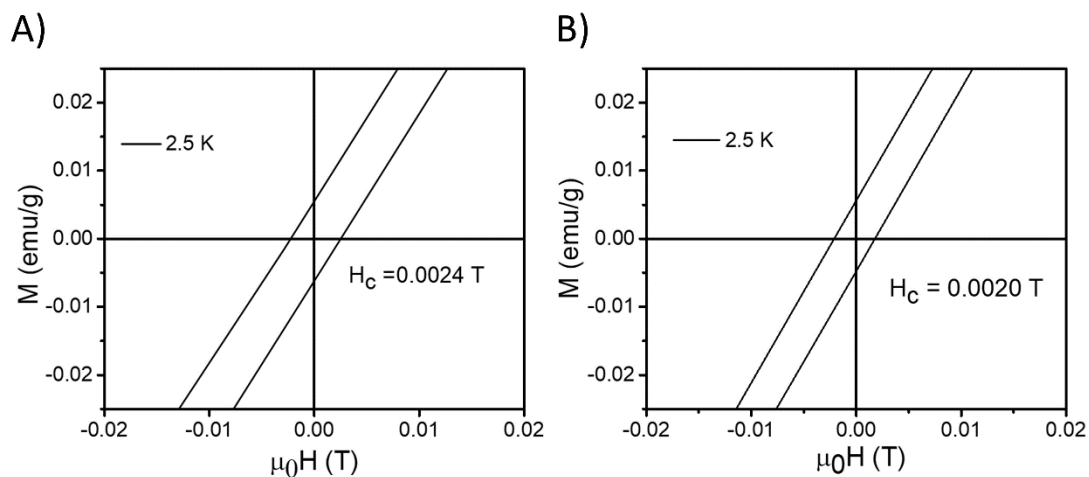 A)
0.02
0.01
0.00
-0.01
-0.02
M (emu/g)
2.5 K
H_c =0.0024 T
-0.02 -0.01 0.00 0.01 0.02
μ₀H (T)
B)
0.02
0.01
0.00
-0.01
-0.02
M (emu/g)
2.5 K
H_c = 0.0020 T
-0.02 -0.01 0.00 0.01 0.02
μ₀H (T)